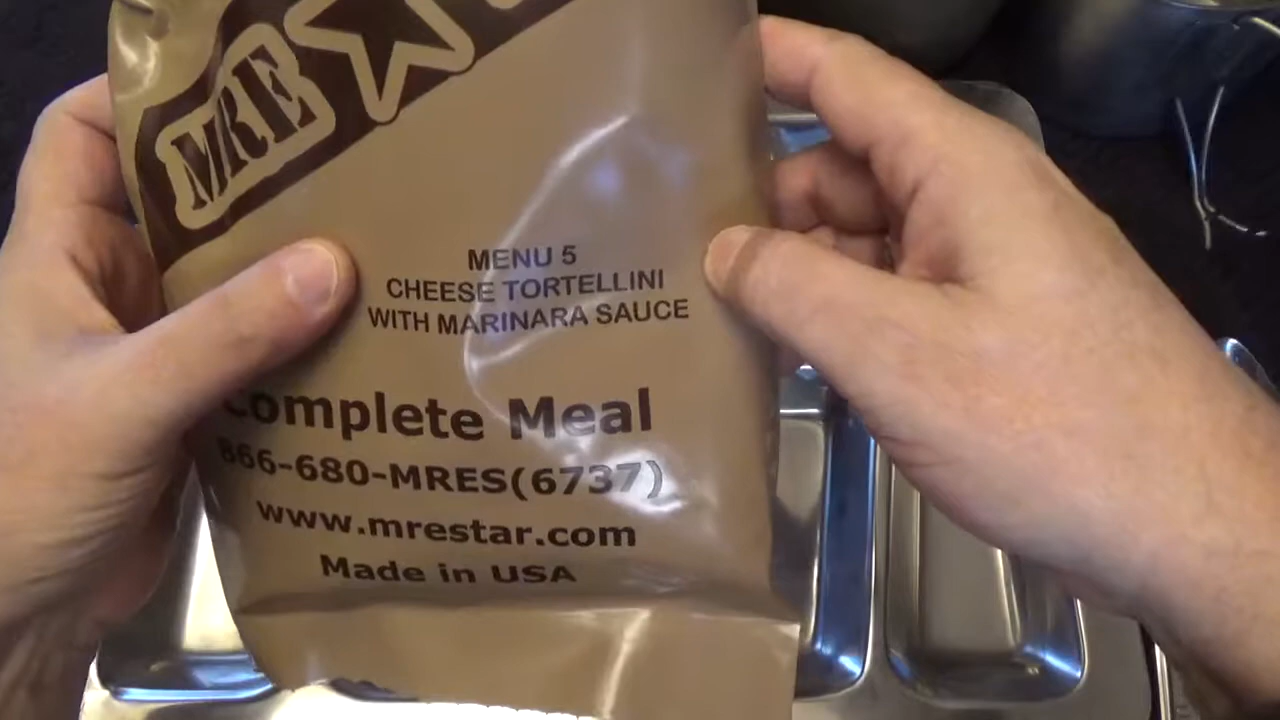 MRE
MENU 5
CHEESE TORTELLINI
WITH MARINARA SAUCE
Complete Meal
866-680-MRES(6737)
www.mrestar.com
Made in USA